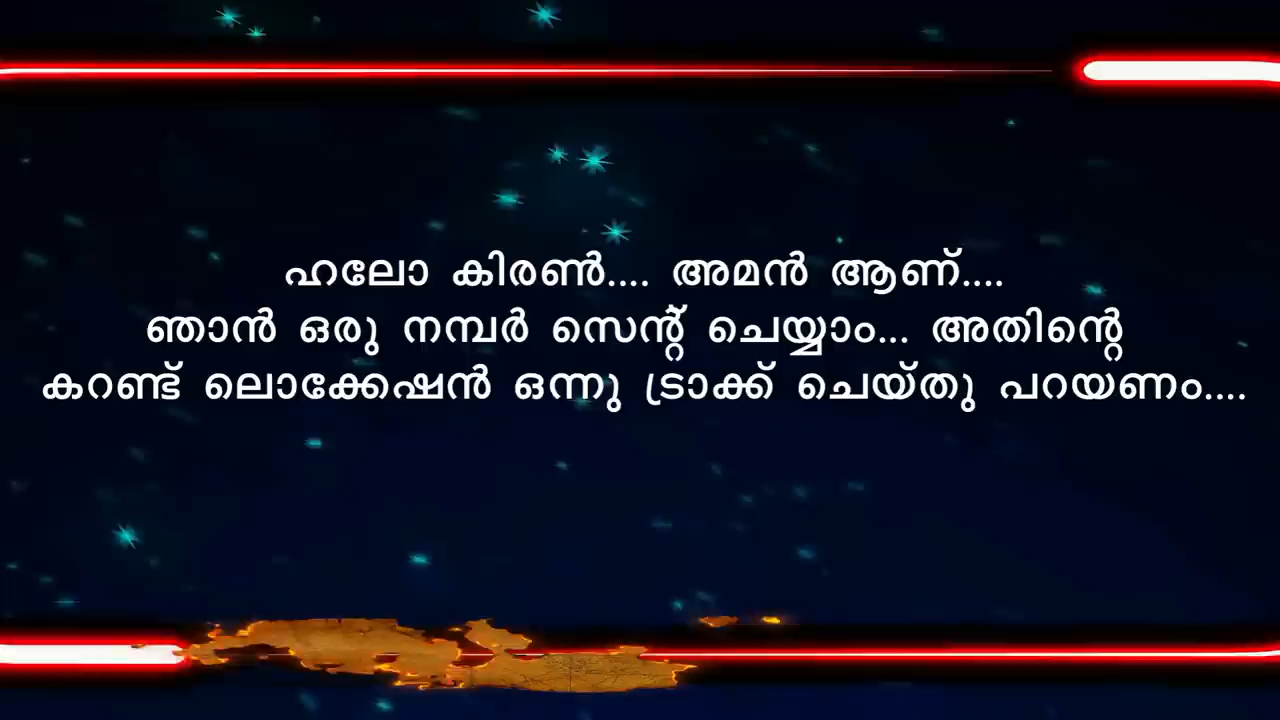 ഹലോ കിരൺ.... അമൻ ആണ്....
ഞാൻ ഒരു നമ്പർ സെന്റ് ചെയ്യാം... അതിന്റെ
കറണ്ട് ലൊക്കേഷൻ ഒന്നു ട്രാക്ക് ചെയ്തു പറയണം....